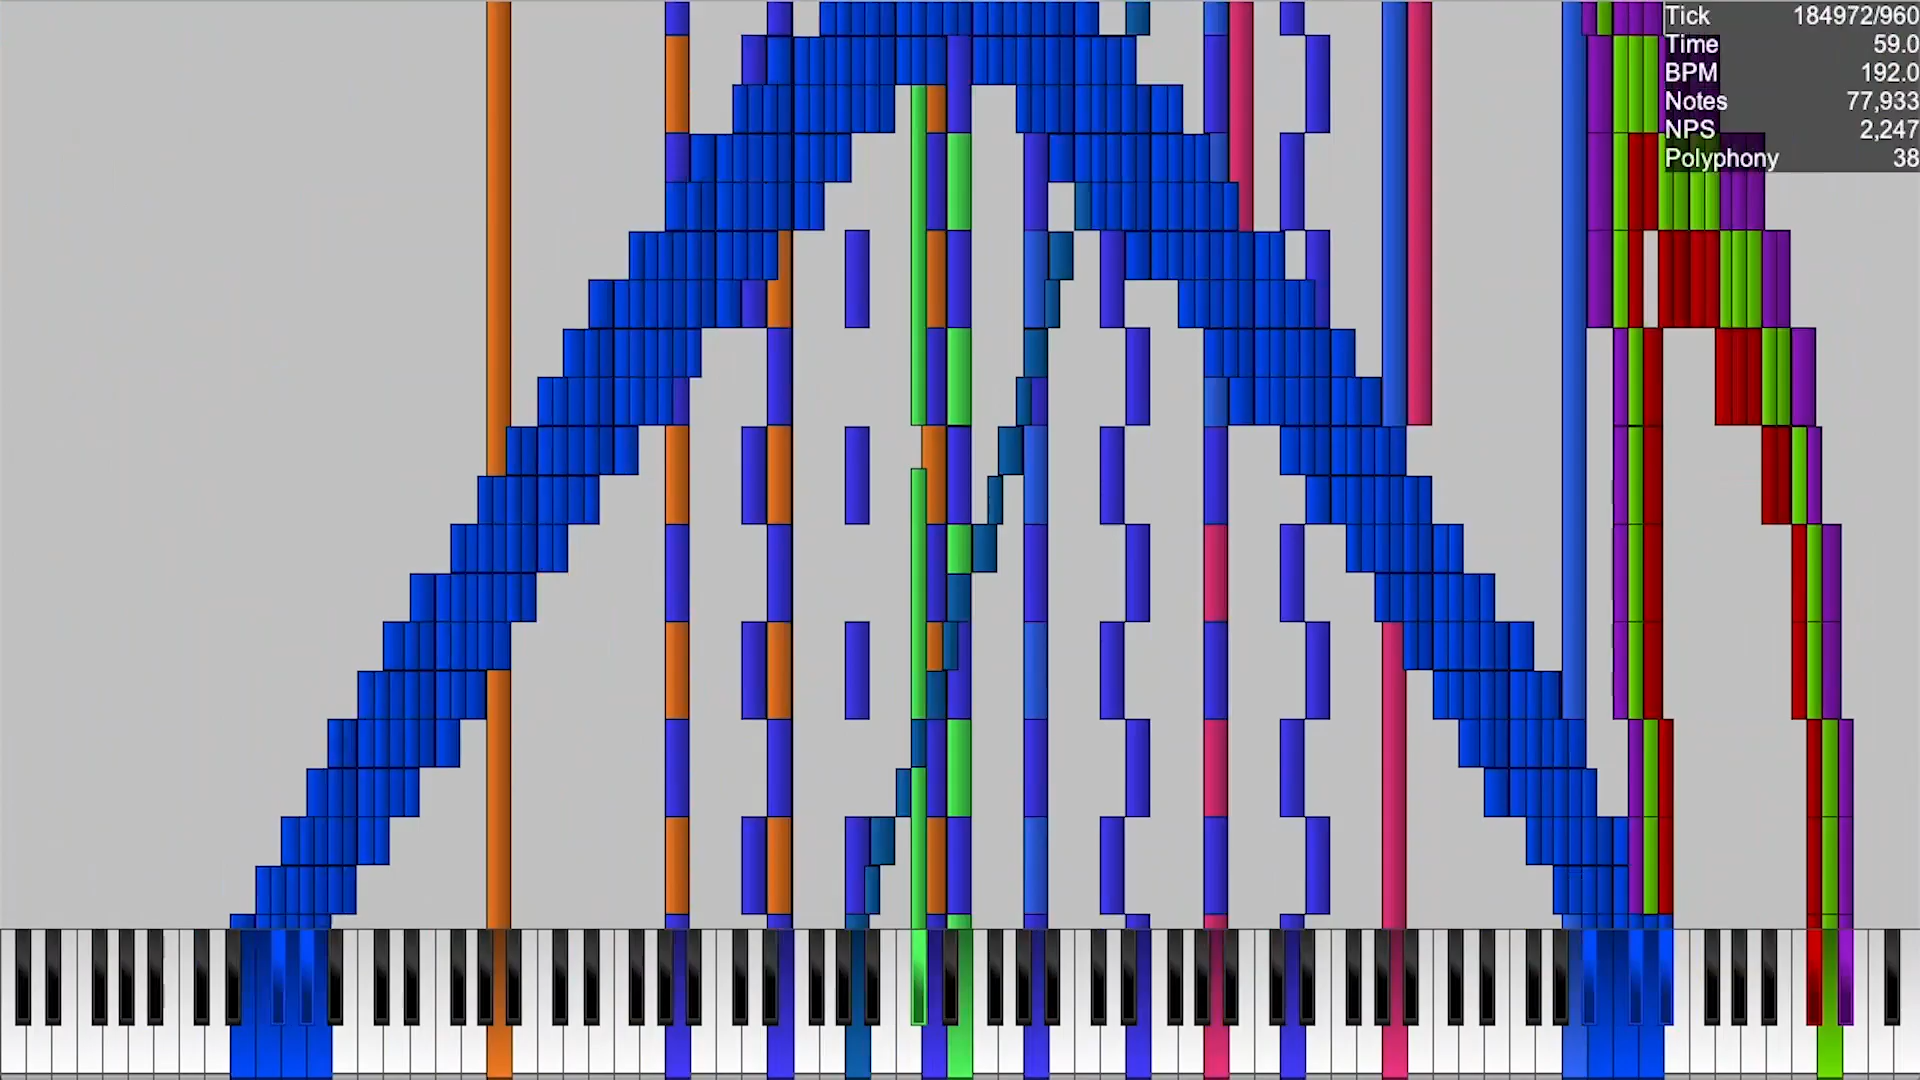 Tick 184972/960
Time 59.0
BPM 192.0
Notes 77,933
NPS 2,247
Polyphony 38